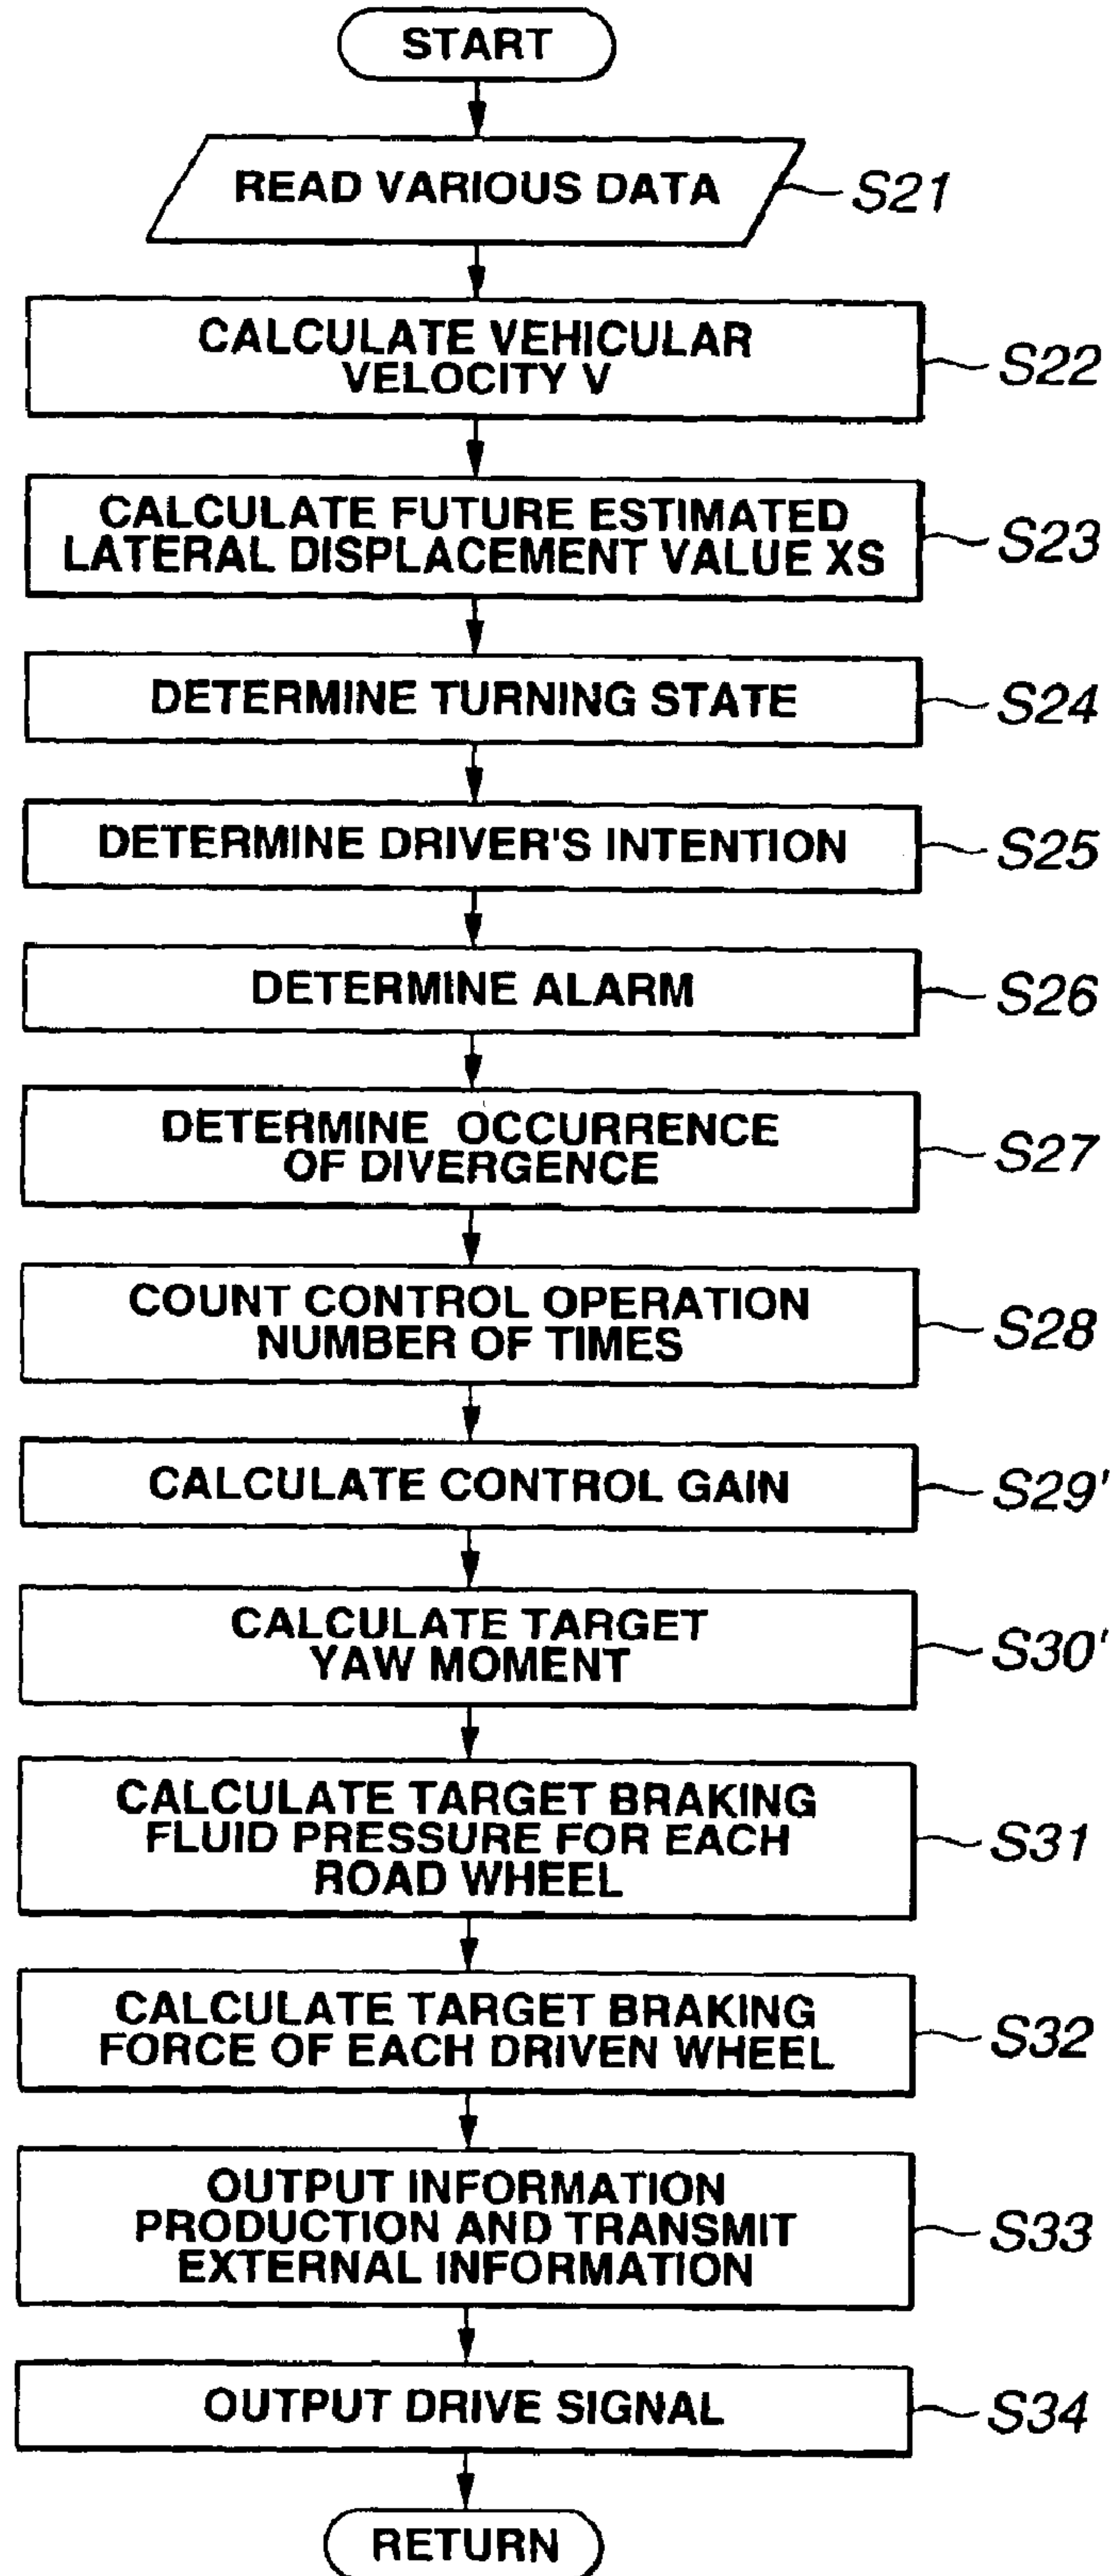 START
READ VARIOUS DATA
S21
CALCULATE VEHICULAR
VELOCITY V
S22
CALCULATE FUTURE ESTIMATED
LATERAL DISPLACEMENT VALUE XS
S23
DETERMINE TURNING STATE
S24
DETERMINE DRIVER'S INTENTION
S25
DETERMINE ALARM
S26
DETERMINE OCCURRENCE
OF DIVERGENCE
S27
COUNT CONTROL OPERATION
NUMBER OF TIMES
S28
CALCULATE CONTROL GAIN
S29'
CALCULATE TARGET
YAW MOMENT
S30'
CALCULATE TARGET BRAKING
FLUID PRESSURE FOR EACH
ROAD WHEEL
S31
CALCULATE TARGET BRAKING
FORCE OF EACH DRIVEN WHEEL
S32
OUTPUT INFORMATION
PRODUCTION AND TRANSMIT
EXTERNAL INFORMATION
S33
OUTPUT DRIVE SIGNAL
S34
RETURN